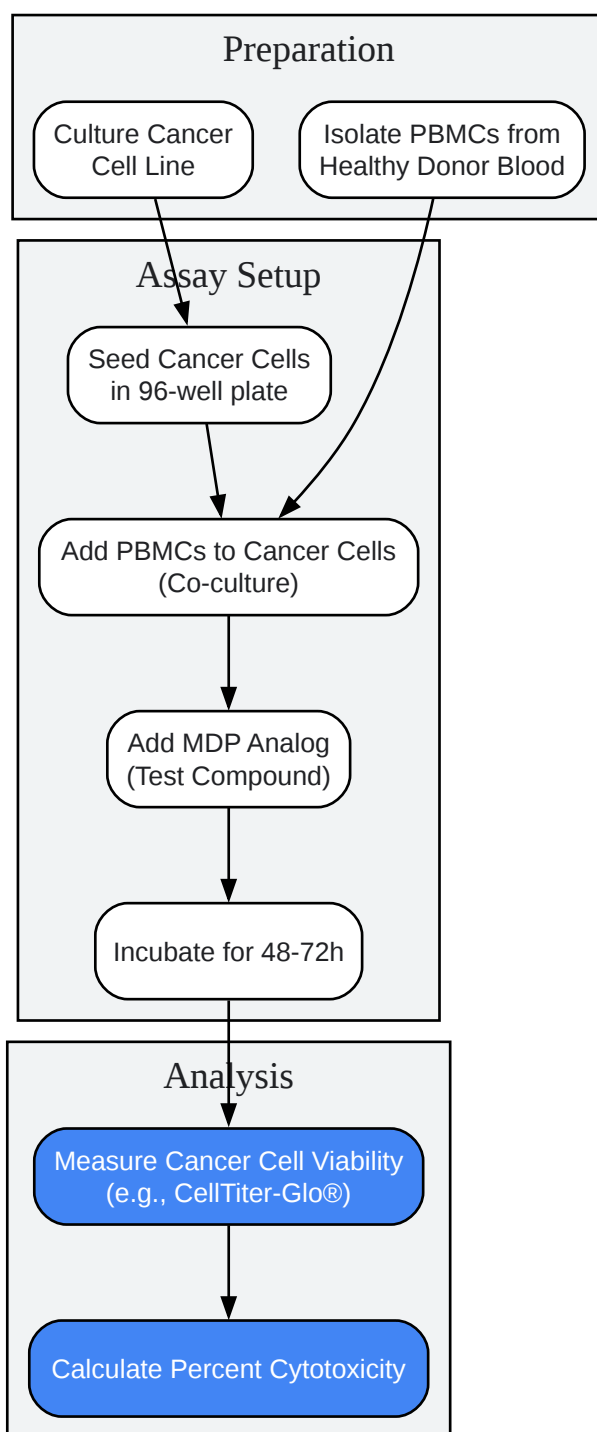 Preparation
Culture Cancer
Cell Line
Isolate PBMCs from
Healthy Donor Blood
Assay Setup
Seed Cancer Cells
in 96-well plate
Add PBMCs to Cancer Cells
(Co-culture)
Add MDP Analog
(Test Compound)
Incubate for 48-72h
Analysis
Measure Cancer Cell Viability
(e.g., CellTiter-Glo®)
Calculate Percent Cytotoxicity